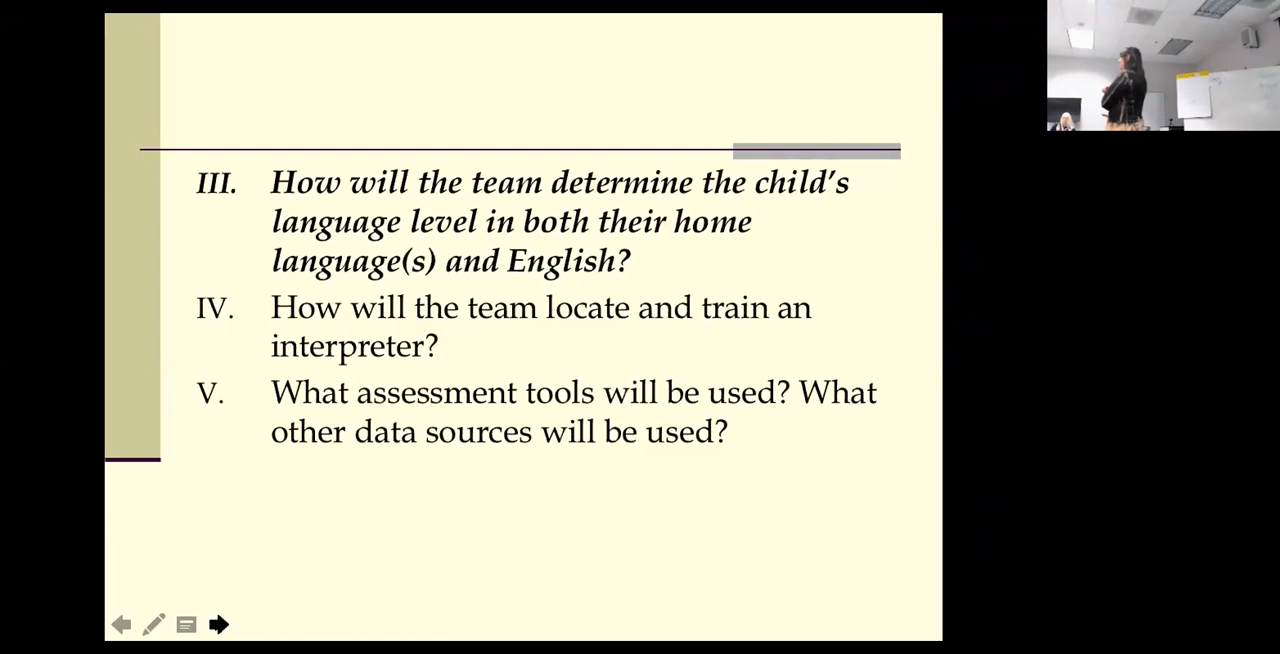 III. How will the team determine the child's
language level in both their home
language(s) and English?
IV. How will the team locate and train an
interpreter?
V. What assessment tools will be used? What
other data sources will be used?